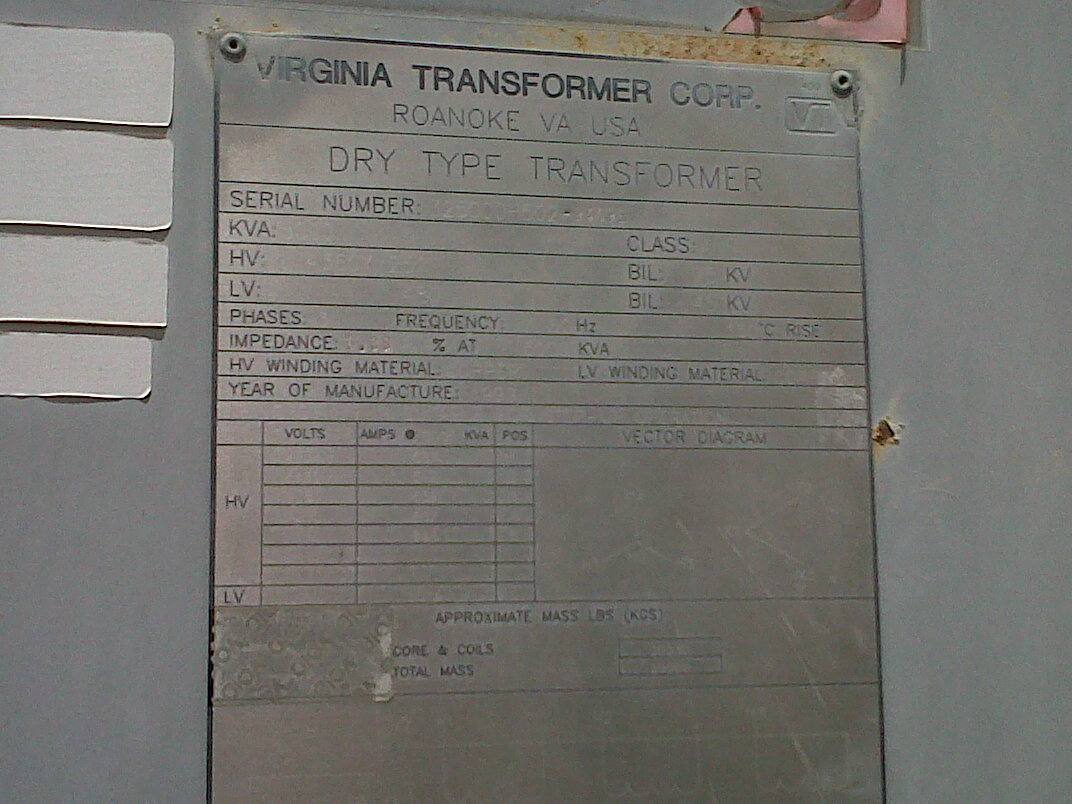 VIRGINIA TRANSFORMER CORP.
ROANOKE VA USA
VT
DRY TYPE TRANSFORMER
SERIAL NUMBER:
KVA: CLASS:
HV: BIL: KV
LV: BIL: KV
PHASES FREQUENCY: Hz °C RISE
IMPEDANCE: % AT KVA
HV WINDING MATERIAL: LV WINDING MATERIAL
YEAR OF MANUFACTURE:
VOLTS AMPS @ KVA POS VECTOR DIAGRAM
HV
LV
APPROXIMATE MASS LBS (KGS)
CORE & COILS
TOTAL MASS